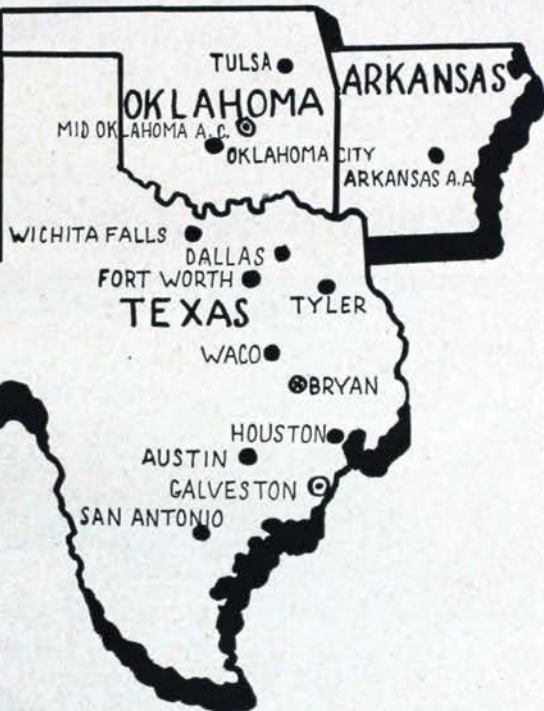 TULSA
ARKANSAS
OKLAHOMA
MID OKLAHOMA A.C.
OKLAHOMA CITY
ARKANSAS A.A
WICHITA FALLS
DALLAS
FORT WORTH
TYLER
TEXAS
WACO
BRYAN
HOUSTON
AUSTIN
GALVESTON
SAN ANTONIO